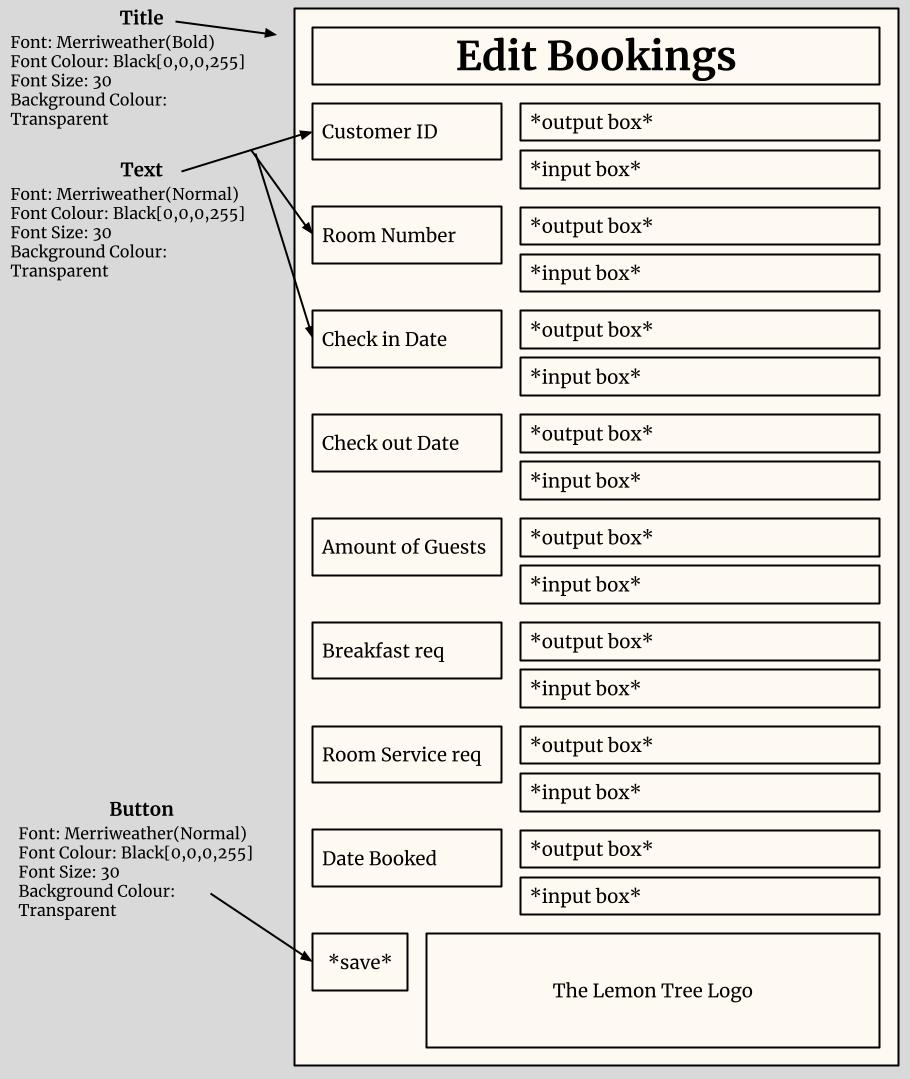 Title
Font: Merriweather(Bold)
Font Colour: Black[0,0,0,255]
Font Size: 30
Background Colour:
Transparent
Text
Font: Merriweather(Normal)
Font Colour: Black[0,0,0,255]
Font Size: 30
Background Colour:
Transparent
Button
Font: Merriweather(Normal)
Font Colour: Black[0,0,0,255]
Font Size: 30
Background Colour:
Transparent
Edit Bookings
Customer ID
*output box*
*input box*
Room Number
*output box*
*input box*
Check in Date
*output box*
*input box*
Check out Date
*output box*
*input box*
Amount of Guests
*output box*
*input box*
Breakfast req
*output box*
*input box*
Room Service req
*output box*
*input box*
Date Booked
*output box*
*input box*
*save*
The Lemon Tree Logo